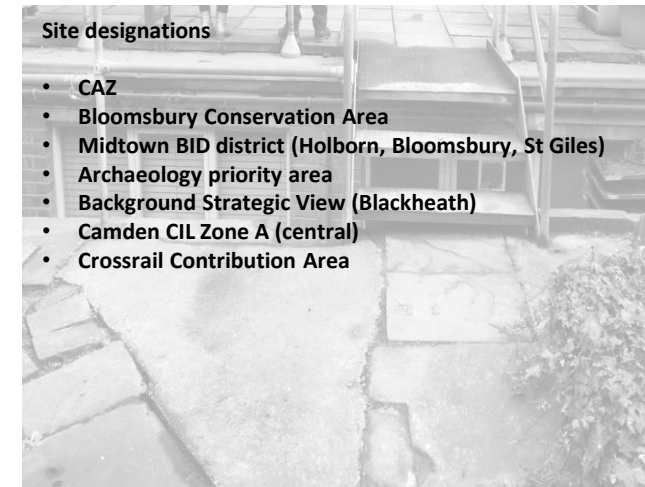 Site designations
• CAZ
• Bloomsbury Conservation Area
• Midtown BID district (Holborn, Bloomsbury, St Giles)
• Archaeology priority area
• Background Strategic View (Blackheath)
• Camden CIL Zone A (central)
• Crossrail Contribution Area